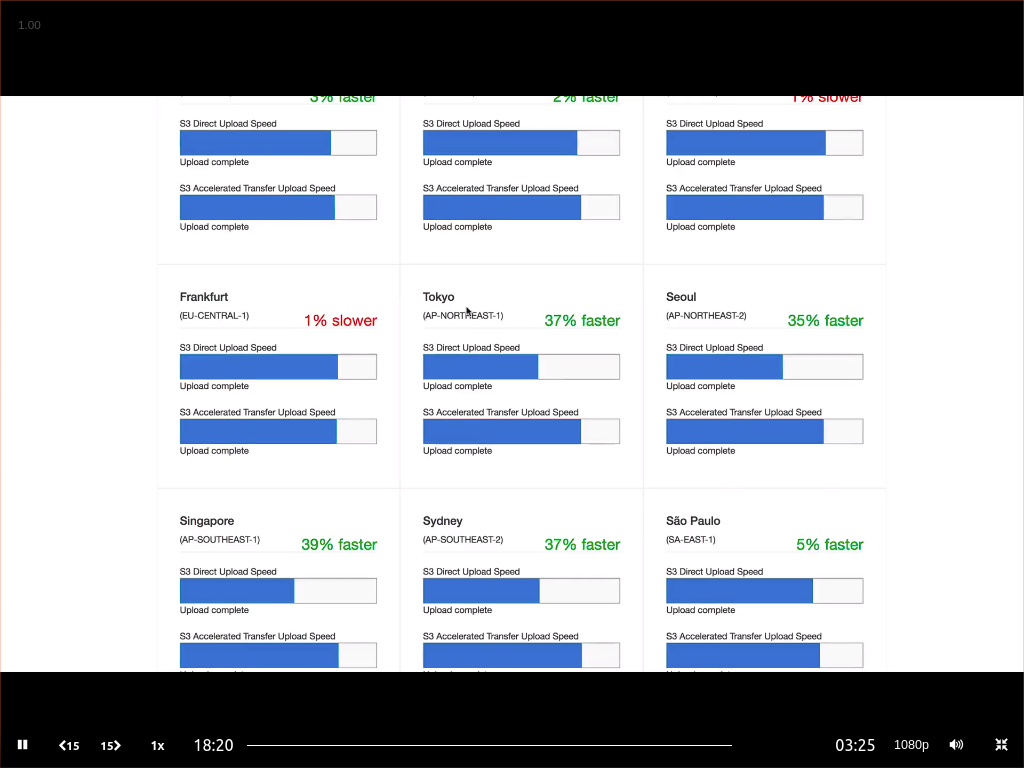 1.00
3% faster
2% faster
1% slower
S3 Direct Upload Speed
S3 Direct Upload Speed
S3 Direct Upload Speed
Upload complete
Upload complete
Upload complete
S3 Accelerated Transfer Upload Speed
S3 Accelerated Transfer Upload Speed
S3 Accelerated Transfer Upload Speed
Upload complete
Upload complete
Upload complete
Frankfurt
Tokyo
Seoul
(EU-CENTRAL-1)
(AP-NORTHEAST-1)
(AP-NORTHEAST-2)
1% slower
37% faster
35% faster
S3 Direct Upload Speed
S3 Direct Upload Speed
S3 Direct Upload Speed
Upload complete
Upload complete
Upload complete
S3 Accelerated Transfer Upload Speed
S3 Accelerated Transfer Upload Speed
S3 Accelerated Transfer Upload Speed
Upload complete
Upload complete
Upload complete
Singapore
Sydney
São Paulo
(AP-SOUTHEAST-1)
(AP-SOUTHEAST-2)
(SA-EAST-1)
39% faster
37% faster
5% faster
S3 Direct Upload Speed
S3 Direct Upload Speed
S3 Direct Upload Speed
Upload complete
Upload complete
Upload complete
S3 Accelerated Transfer Upload Speed
S3 Accelerated Transfer Upload Speed
S3 Accelerated Transfer Upload Speed
15 15 1x 18:20 03:25 1080p